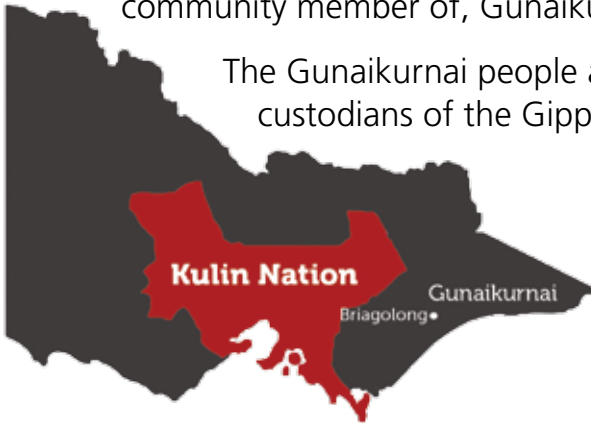 community member of, Gunaiku
The Gunaikurnai people a
custodians of the Gipp
Kulin Nation
Gunaikurnai
Briagolong